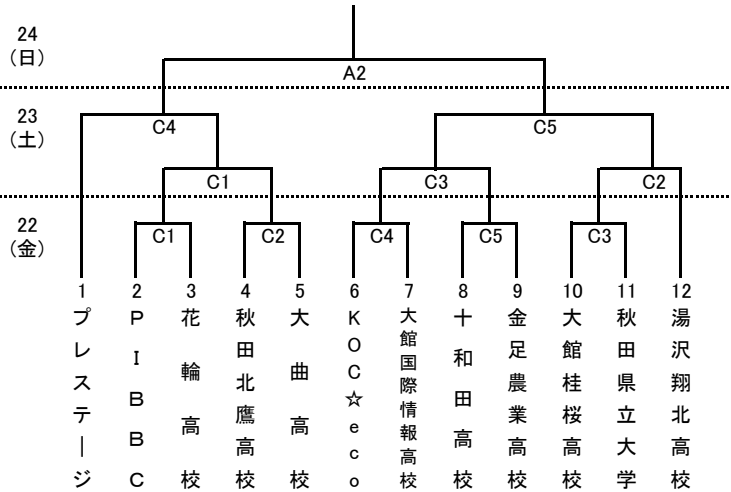 24
（日）
A2
23
（土）
C4
C5
C1
C3
C2
22
（金）
C1
C2
C4
C5
C3
1
2
3
4
5
6
7
8
9
10
11
12
プレステージ
PIBBC
花輪高校
秋田北鷹高校
大曲高校
KOC☆eco
大館国際情報高校
十和田高校
金足農業高校
大館桂桜高校
秋田県立大学
湯沢翔北高校